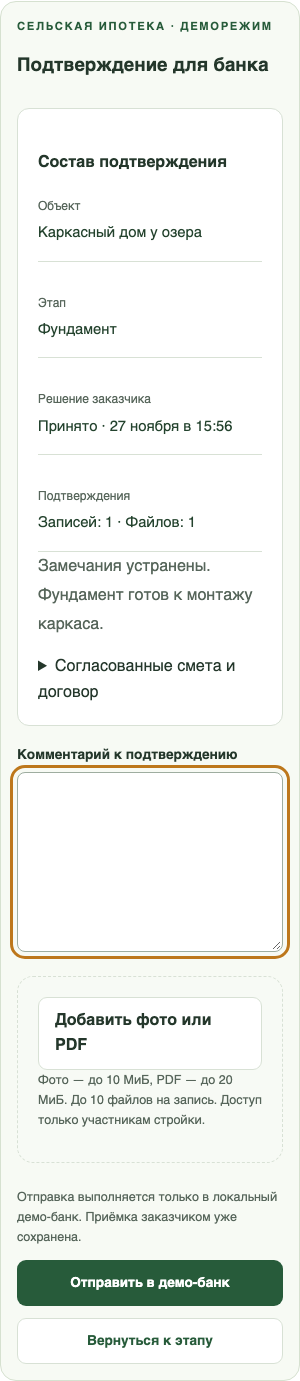 СЕЛЬСКАЯ ИПОТЕКА · ДЕМОРЕЖИМ
Подтверждение для банка
Состав подтверждения
Объект
Каркасный дом у озера
Этап
Фундамент
Решение заказчика
Принято · 27 ноября в 15:56
Подтверждения
Записей: 1 · Файлов: 1
Замечания устранены.
Фундамент готов к монтажу
каркаса.
▶ Согласованные смета и
договор
Комментарий к подтверждению
Добавить фото или
PDF
Фото — до 10 МиБ, PDF — до 20
МиБ. До 10 файлов на запись. Доступ
только участникам стройки.
Отправка выполняется только в локальный
демо-банк. Приёмка заказчиком уже
сохранена.
Отправить в демо-банк
Вернуться к этапу